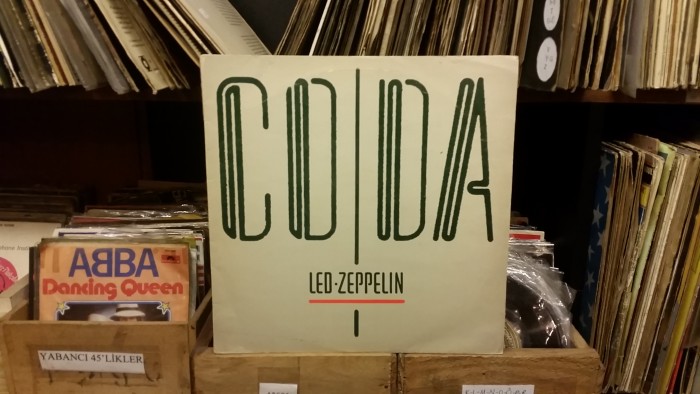 CODA
LED·ZEPPELIN
ABBA
Dancing Queen
YABANCI 45'LİKLER